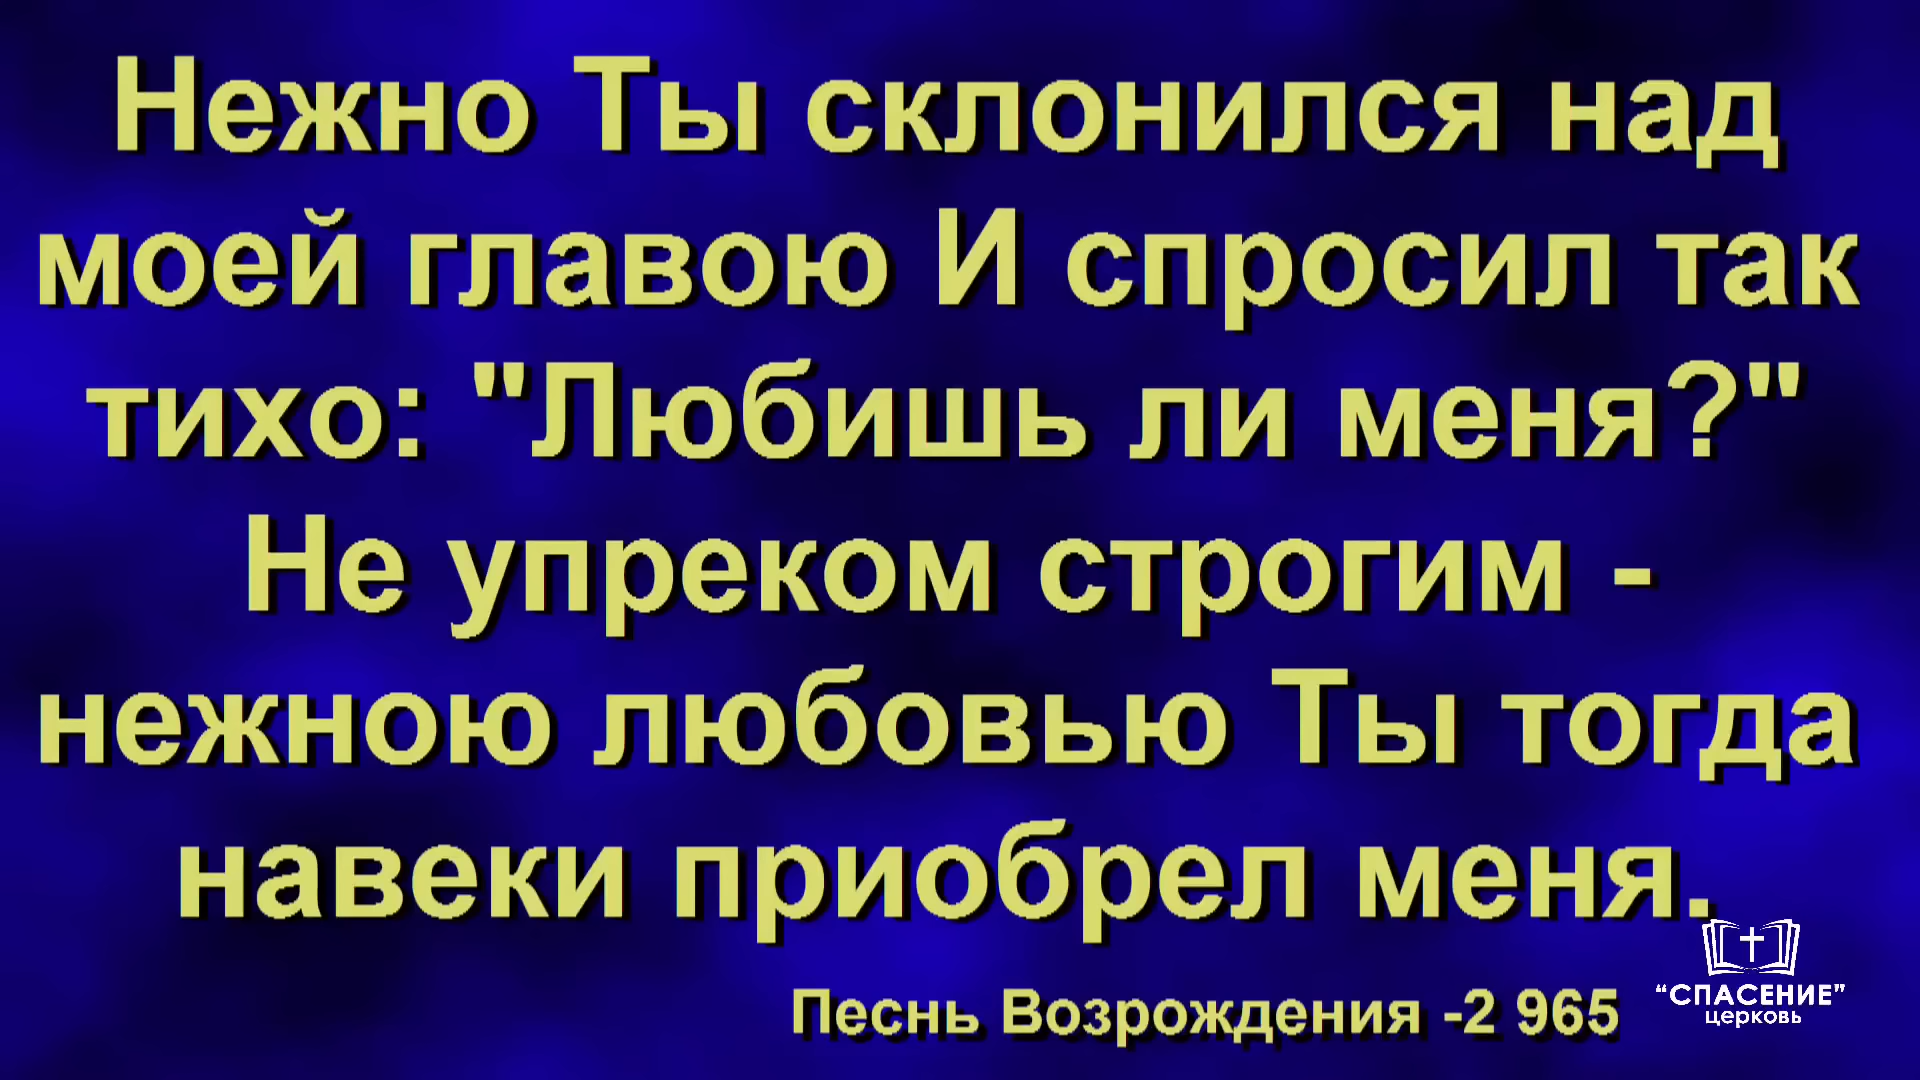 Нежно Ты склонился над
моей главою И спросил так
тихо: "Любишь ли меня?"
Не упреком строгим -
нежною любовью Ты тогда
навеки приобрел меня.
Песнь Возрождения -2 965
“СПАСЕНИЕ”
церковь